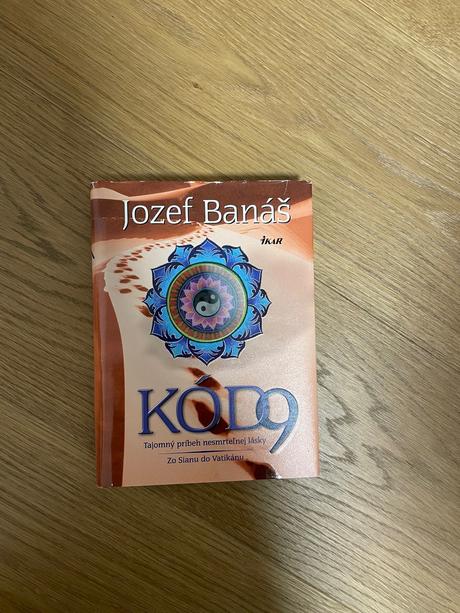 Jozef Banáš
IKAR
KÓD9
Tajomný príbeh nesmrteľnej lásky
Zo Sianu do Vatikánu